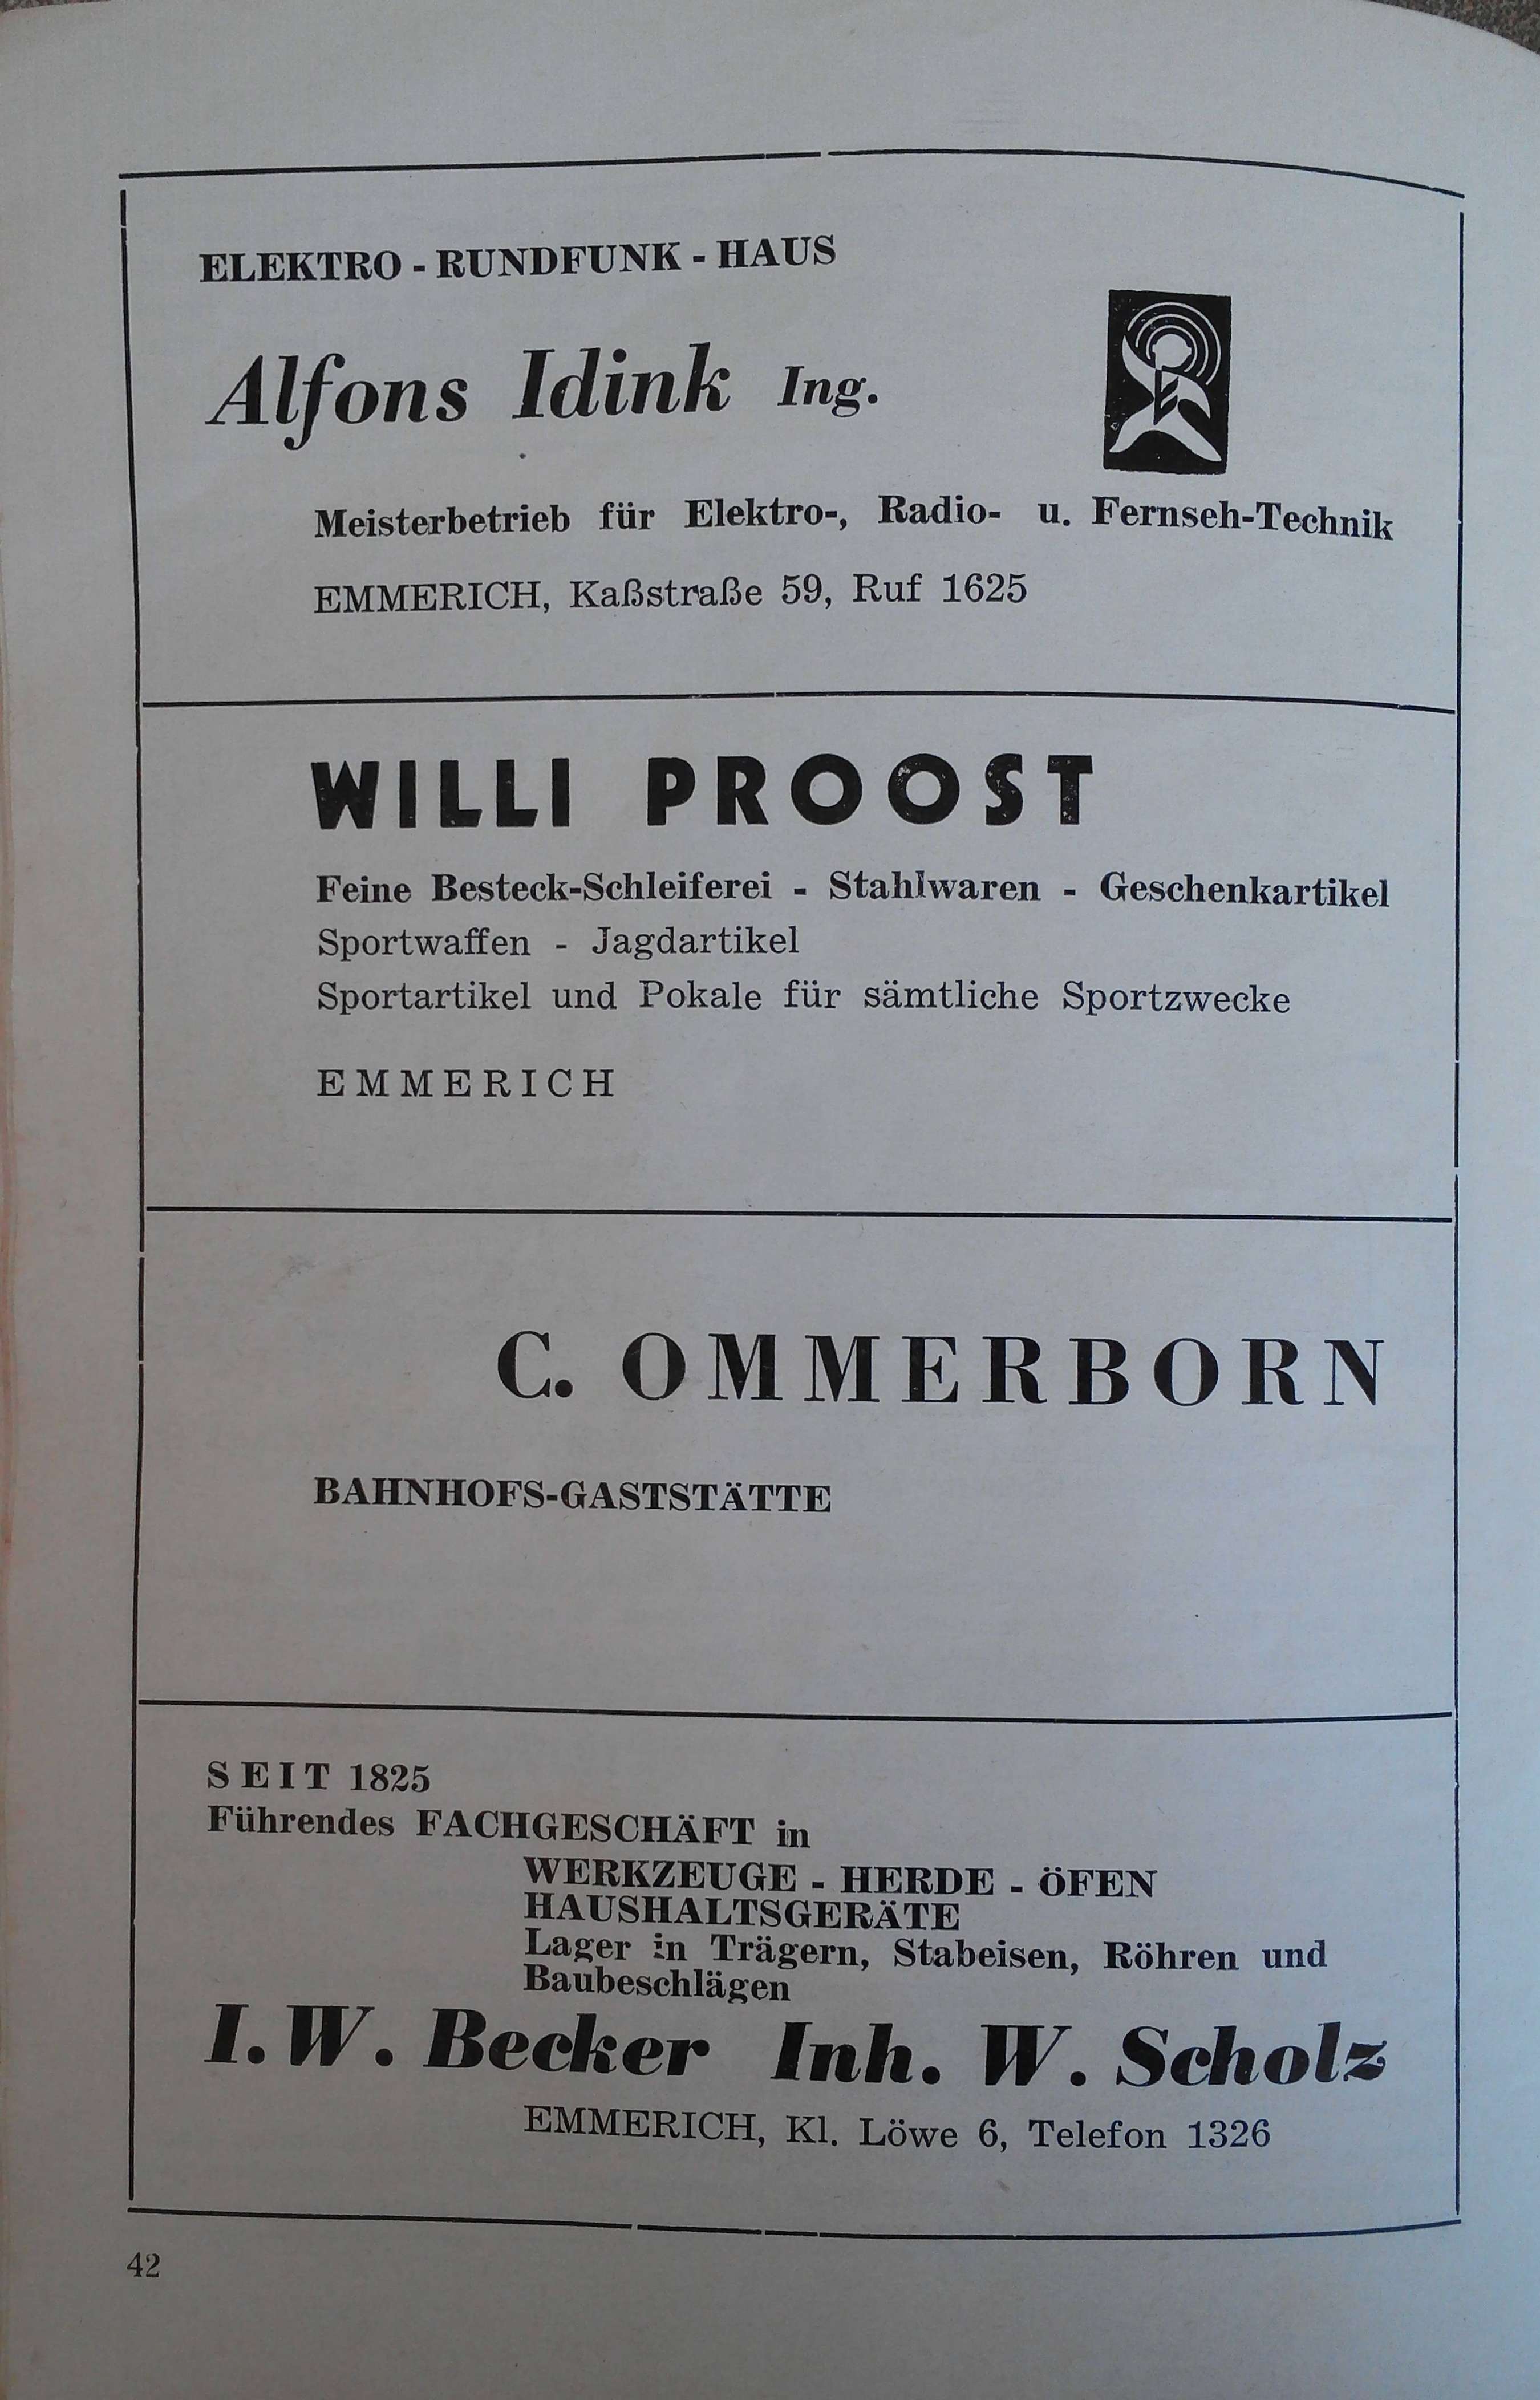 ELEKTRO - RUNDFUNK - HAUS
Alfons Idink Ing.
Meisterbetrieb für Elektro-, Radio- u. Fernseh-Technik
EMMERICH, Kaßstraße 59, Ruf 1625
WILLI PROOST
Feine Besteck-Schleiferei - Stahlwaren - Geschenkartikel
Sportwaffen - Jagdartikel
Sportartikel und Pokale für sämtliche Sportzwecke
EMMERICH
C. OMMERBORN
BAHNHOFS-GASTSTÄTTE
SEIT 1825
Führendes FACHGESCHÄFT in
WERKZEUGE - HERDE - ÖFEN
HAUSHALTSGERÄTE
Lager in Trägern, Stabeisen, Röhren und
Baubeschlägen
I. W. Becker Inh. W. Scholz
EMMERICH, Kl. Löwe 6, Telefon 1326
42